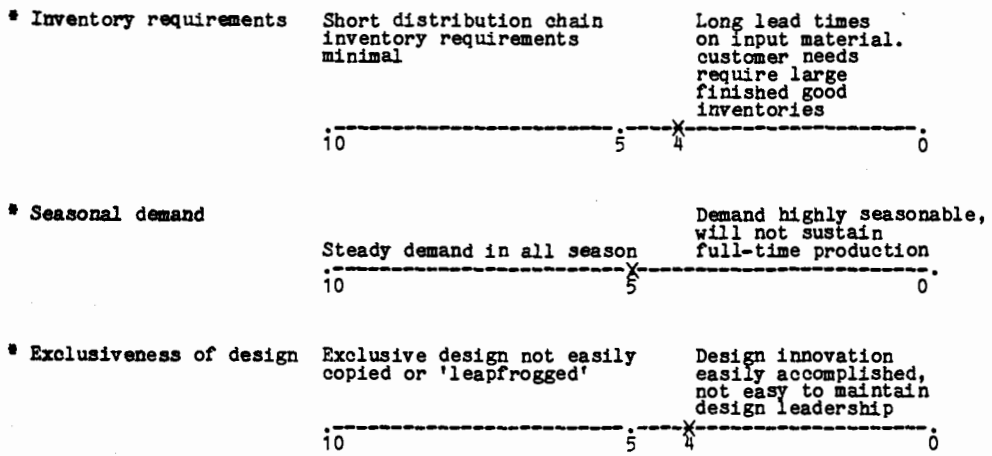 * Inventory requirements Short distribution chain Long lead times
inventory requirements on input material.
minimal customer needs
require large
finished good
inventories
10 5 4 0
* Seasonal demand Demand highly seasonable,
will not sustain
Steady demand in all season full-time production
10 5 0
* Exclusiveness of design Exclusive design not easily Design innovation
copied or 'leapfrogged' easily accomplished,
not easy to maintain
design leadership
10 5 4 0